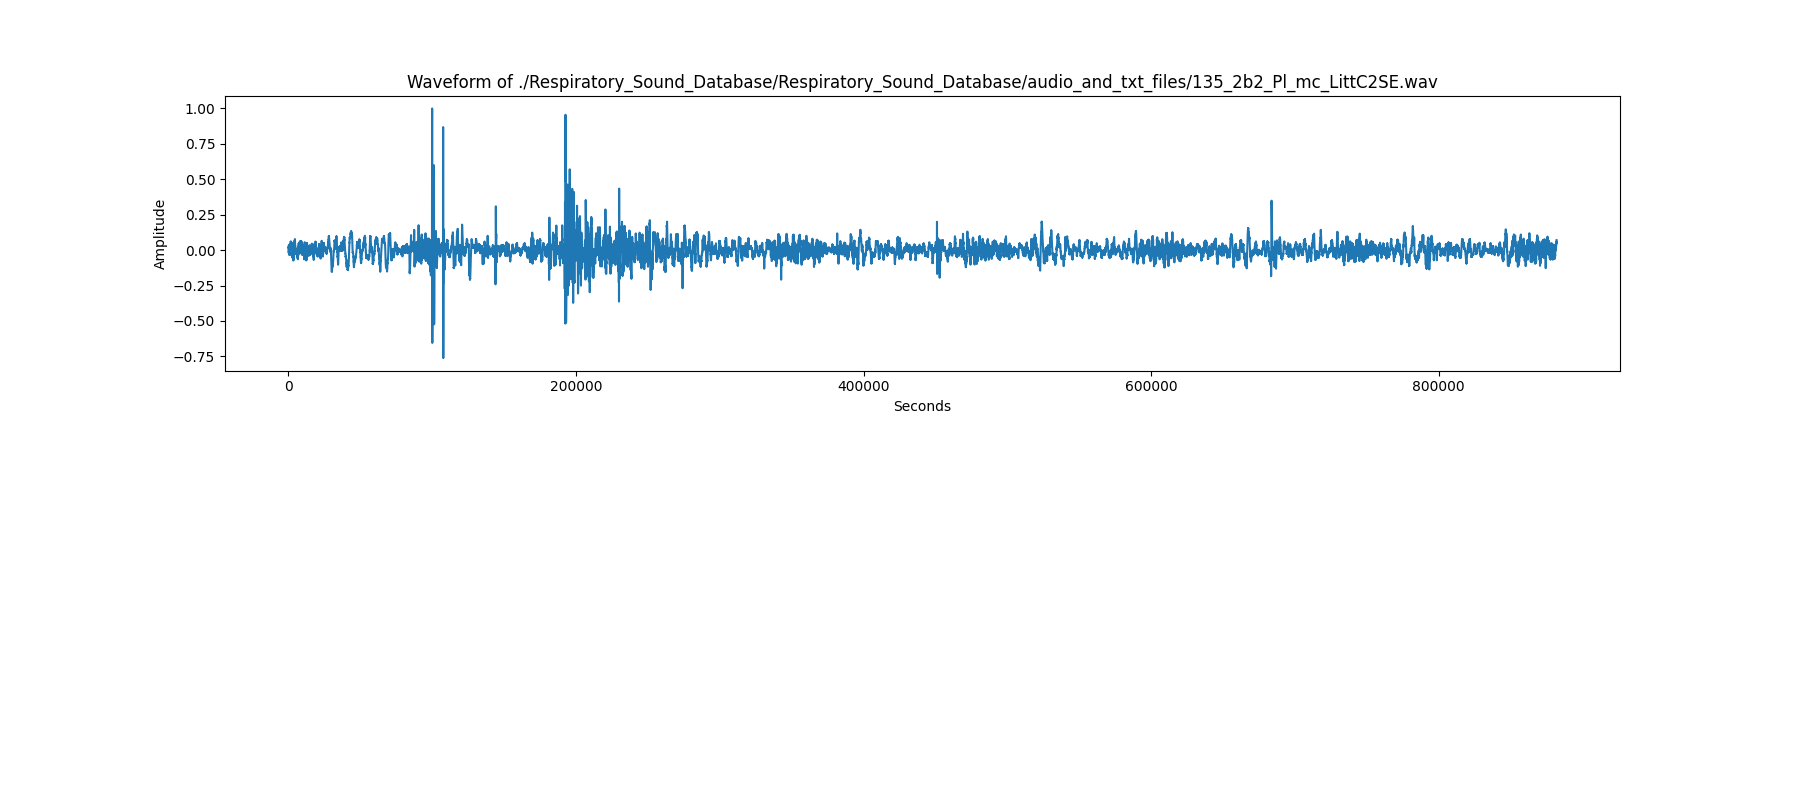 Waveform of ./Respiratory_Sound_Database/Respiratory_Sound_Database/audio_and_txt_files/135_2b2_Pl_mc_LittC2SE.wav
1.00
0.75
0.50
0.25
0.00
−0.25
−0.50
−0.75
Amplitude
0 200000 400000 600000 800000
Seconds